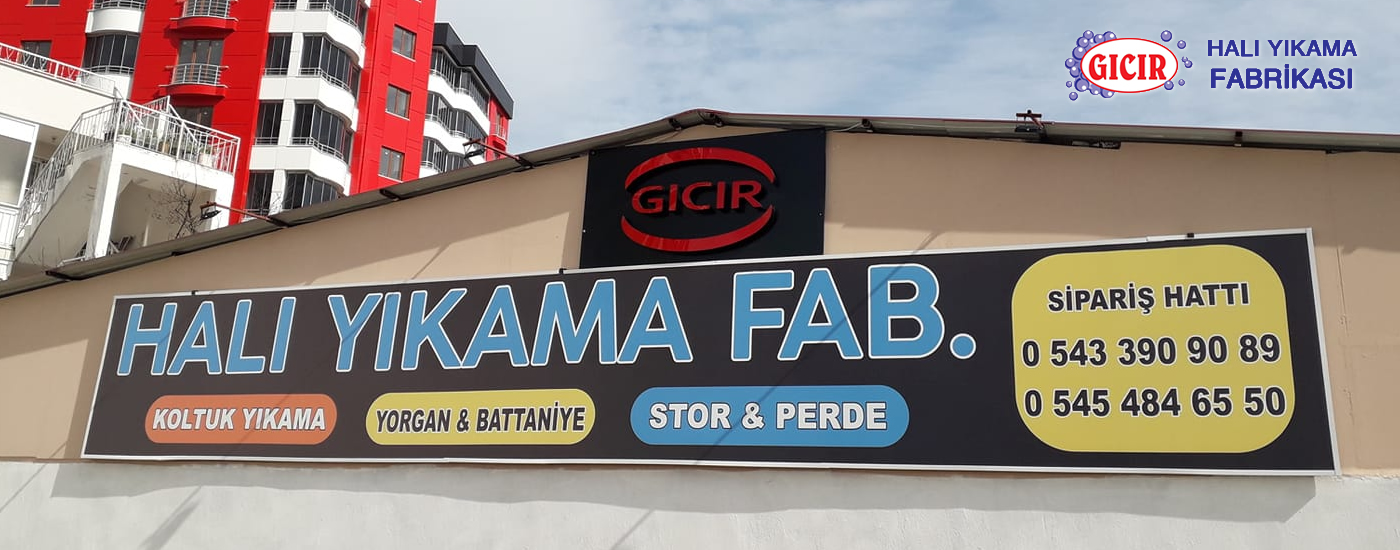 GICIR
HALI YIKAMA
FABRİKASI
GICIR
HALI YIKAMA FAB.
KOLTUK YIKAMA
YORGAN & BATTANİYE
STOR & PERDE
SİPARİŞ HATTI
0 543 390 90 89
0 545 484 65 50